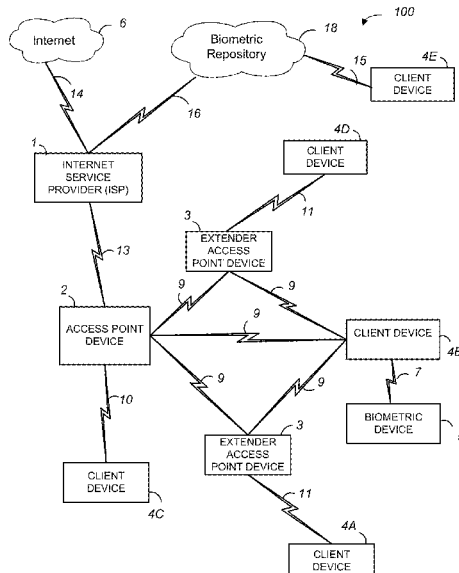 100
Internet
6
Biometric
Repository
18
14
16
15
4E
CLIENT
DEVICE
1
INTERNET
SERVICE
PROVIDER (ISP)
4D
CLIENT
DEVICE
11
13
3
EXTENDER ACCESS
POINT DEVICE
2
ACCESS POINT
DEVICE
9
9
9
CLIENT DEVICE
4B
10
9
9
7
BIOMETRIC
DEVICE
3
EXTENDER ACCESS
POINT DEVICE
CLIENT
DEVICE
4C
11
4A
CLIENT
DEVICE